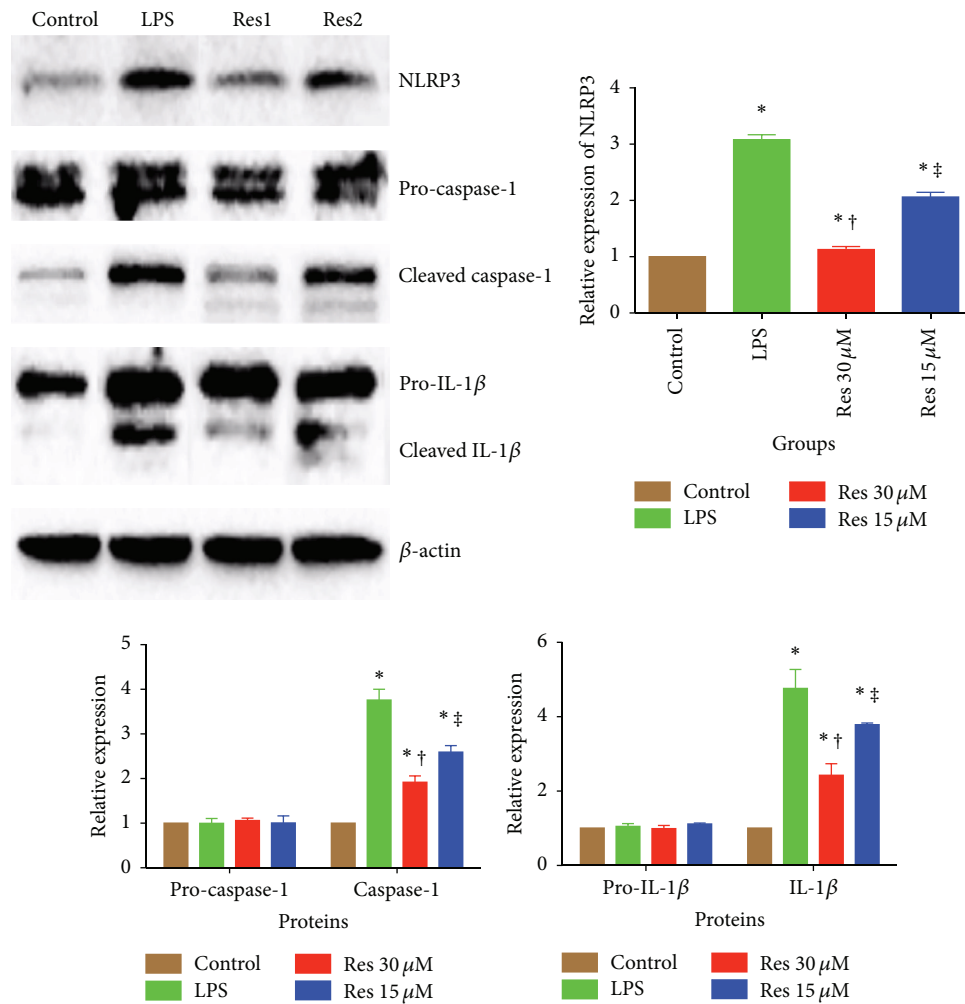 Control LPS Res1 Res2
NLRP3
Pro-caspase-1
Cleaved caspase-1
Pro-IL-1β
Cleaved IL-1β
β-actin
Relative expression of NLRP3
4
3
2
1
0
*
* †
* ‡
Control
LPS
Res 30 μM
Res 15 μM
Groups
Control
LPS
Res 30 μM
Res 15 μM
Relative expression
5
4
3
2
1
0
*
* †
* ‡
Pro-caspase-1 Caspase-1
Proteins
Control
LPS
Res 30 μM
Res 15 μM
Relative expression
6
4
2
0
*
* †
* ‡
Pro-IL-1β IL-1β
Proteins
Control
LPS
Res 30 μM
Res 15 μM